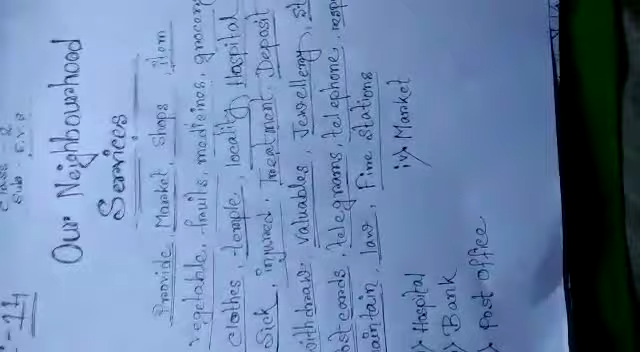 - 11
Class - 2
Sub - E.V.S
Our Neighbourhood
Services
Provide, Market, shops, item
vegetable, fruits, medicines, grocery
clothes, temple, locality, Hospital
Sick, injured, Treatment, Deposit
withdraw, valuables, Jewellery,
postcards, telegrams, telephone,
maintain, law, Fire stations
Hospital iv) Market
Bank
Post Office